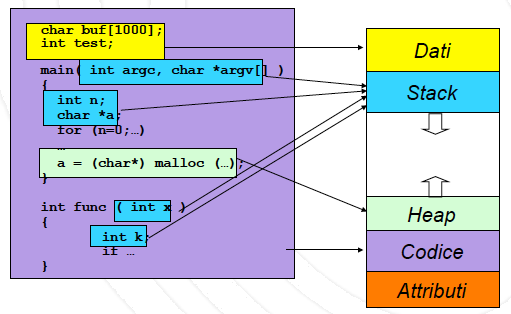 char buf[1000];
int test;
main( int argc, char *argv[] )
{
int n;
char *a;
for (n=0;…)
…
a = (char*) malloc (…);
}
int func ( int x )
{
int k;
if …
}
Dati
Stack
Heap
Codice
Attributi